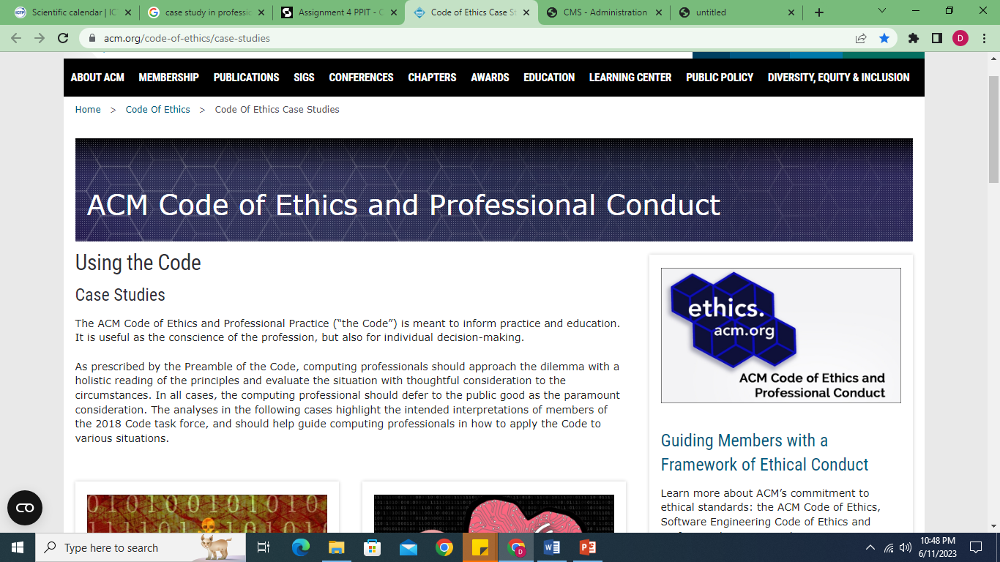 Scientific calendar | IC
case study in professio
Assignment 4 PPIT - C
Code of Ethics Case St
CMS - Administration
untitled
acm.org/code-of-ethics/case-studies
D
ABOUT ACM MEMBERSHIP PUBLICATIONS SIGS CONFERENCES CHAPTERS AWARDS EDUCATION LEARNING CENTER PUBLIC POLICY DIVERSITY, EQUITY & INCLUSION
Home > Code Of Ethics > Code Of Ethics Case Studies
ACM Code of Ethics and Professional Conduct
Using the Code
Case Studies
The ACM Code of Ethics and Professional Practice (“the Code”) is meant to inform practice and education.
It is useful as the conscience of the profession, but also for individual decision-making.
As prescribed by the Preamble of the Code, computing professionals should approach the dilemma with a
holistic reading of the principles and evaluate the situation with thoughtful consideration to the
circumstances. In all cases, the computing professional should defer to the public good as the paramount
consideration. The analyses in the following cases highlight the intended interpretations of members of
the 2018 Code task force, and should help guide computing professionals in how to apply the Code to
various situations.
ethics.
acm.org
ACM Code of Ethics and
Professional Conduct
Guiding Members with a
Framework of Ethical Conduct
Learn more about ACM’s commitment to
ethical standards: the ACM Code of Ethics,
Software Engineering Code of Ethics and
Type here to search
10:48 PM
6/11/2023